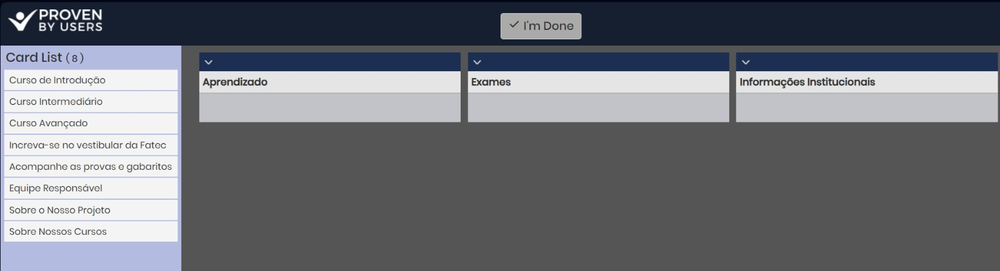 PROVEN
BY USERS
I'm Done
Card List ( 8 )
Curso de Introdução
Curso Intermediário
Curso Avançado
Increva-se no vestibular da Fatec
Acompanhe as provas e gabaritos
Equipe Responsável
Sobre o Nosso Projeto
Sobre Nossos Cursos
Aprendizado
Exames
Informações Institucionais